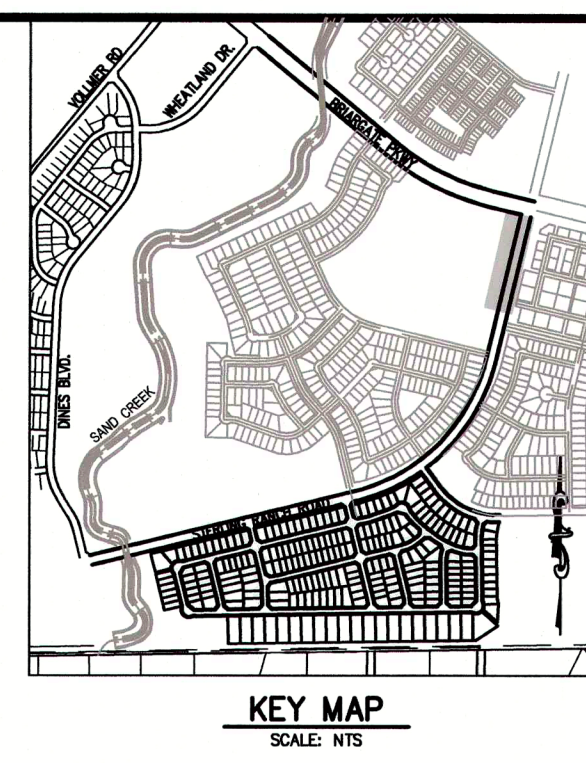 VOLLMER RD
WHEATLAND DR.
BRIARGATE PKWY
DINES BLVD.
SAND CREEK
STERLING RANCH ROAD
KEY MAP
SCALE: NTS